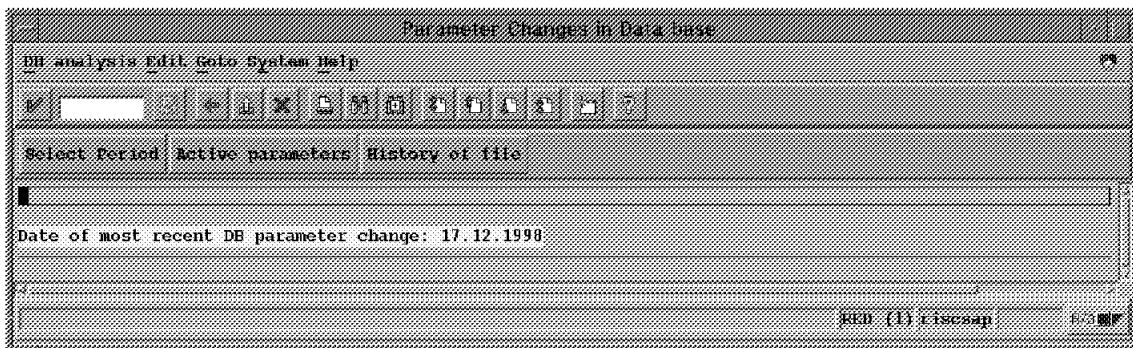 Parameter Changes in Data base
DB analysis Edit Goto System Help
Select Period Active parameters History of file
Date of most recent DB parameter change: 17.12.1998
RED (1) riscsap R/3